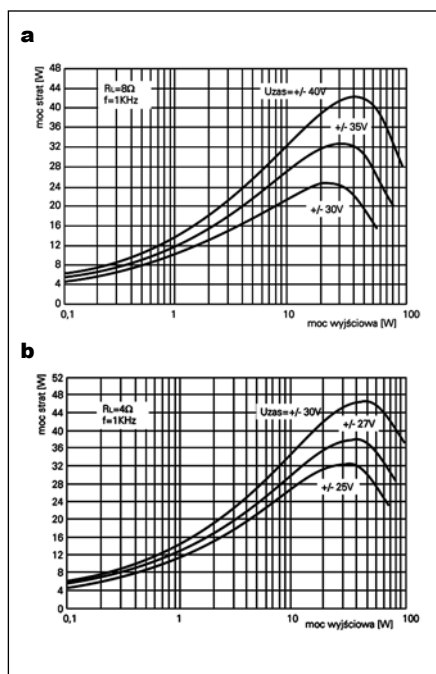 a
moc strat [W]
48
44
40
36
32
28
24
20
16
12
8
4
0
RL=8Ω
f=1KHz
Uzas=+/- 40V
+/- 35V
+/- 30V
0,1
1
10
100
moc wyjściowa [W]
b
moc strat [W]
52
48
44
40
36
32
28
24
20
16
12
8
4
0
RL=4Ω
f=1KHz
Uzas=+/- 30V
+/- 27V
+/- 25V
0,1
1
10
100
moc wyjściowa [W]